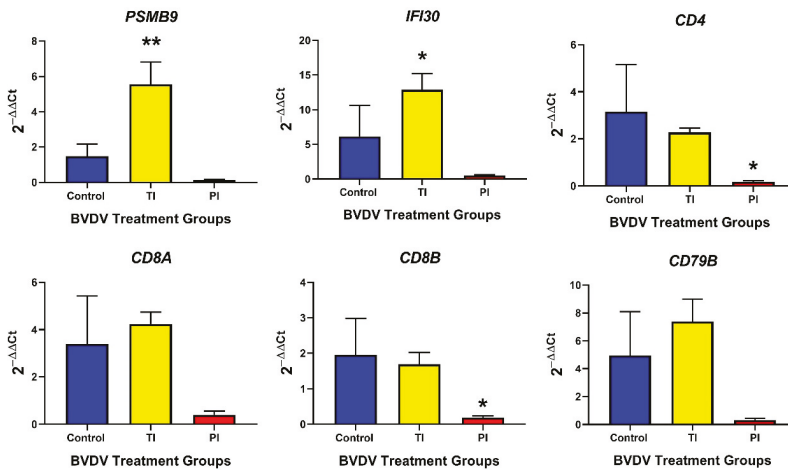 PSMB9
8
6
4
2
0
2^−ΔΔCt
**
Control TI PI
BVDV Treatment Groups
IFI30
20
15
10
5
0
2^−ΔΔCt
*
Control TI PI
BVDV Treatment Groups
CD4
6
4
2
0
2^−ΔΔCt
*
Control TI PI
BVDV Treatment Groups
CD8A
6
4
2
0
2^−ΔΔCt
Control TI PI
BVDV Treatment Groups
CD8B
4
3
2
1
0
2^−ΔΔCt
*
Control TI PI
BVDV Treatment Groups
CD79B
10
8
6
4
2
0
2^−ΔΔCt
Control TI PI
BVDV Treatment Groups